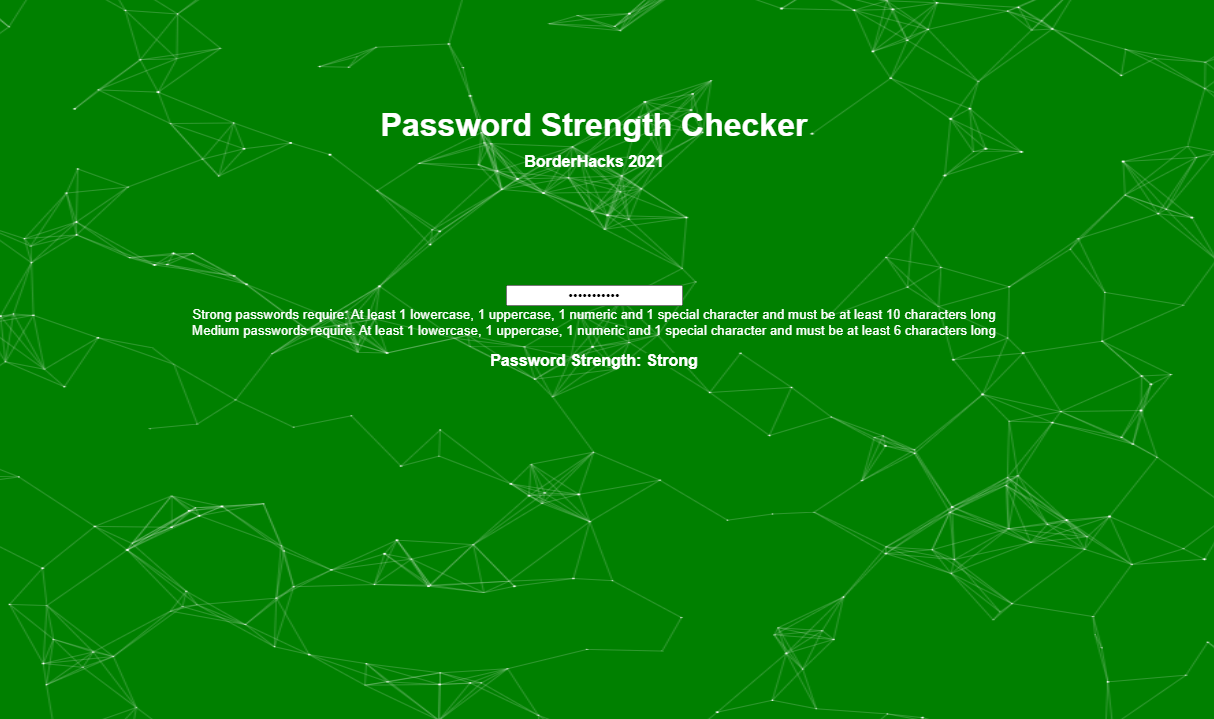 Password Strength Checker
BorderHacks 2021
•••••••••••
Strong passwords require: At least 1 lowercase, 1 uppercase, 1 numeric and 1 special character and must be at least 10 characters long
Medium passwords require: At least 1 lowercase, 1 uppercase, 1 numeric and 1 special character and must be at least 6 characters long
Password Strength: Strong